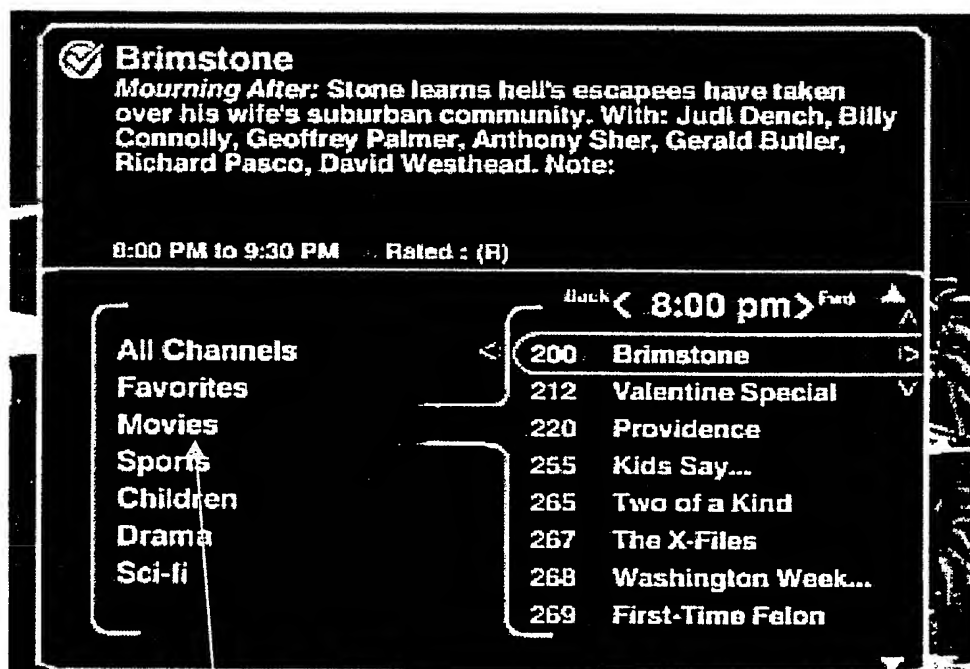 Brimstone
Mourning After: Stone learns hell's escapees have taken
over his wife's suburban community. With: Judi Dench, Billy
Connolly, Geoffrey Palmer, Anthony Sher, Gerald Butler,
Richard Pasco, David Westhead. Note:
8:00 PM to 9:30 PM Rated : (R)
Back < 8:00 pm > Fwd
All Channels
Favorites
Movies
Sports
Children
Drama
Sci-fi
200 Brimstone
212 Valentine Special
220 Providence
255 Kids Say...
265 Two of a Kind
267 The X-Files
268 Washington Week...
269 First-Time Felon